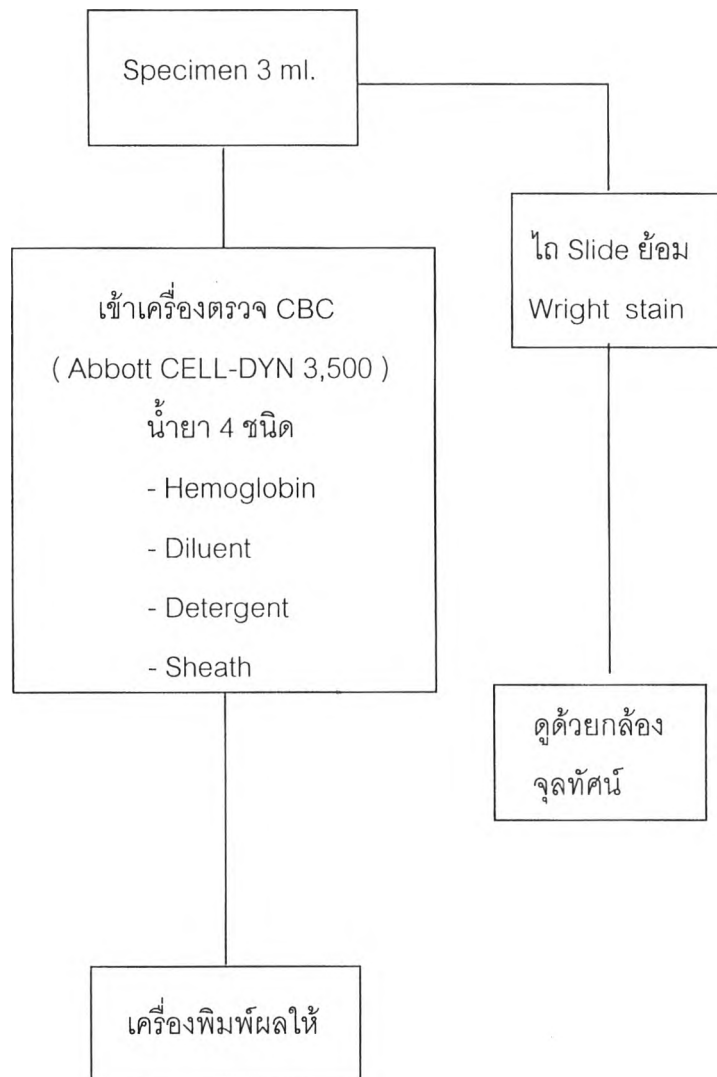 Specimen 3 ml.
ไถ Slide ย้อม
Wright stain
เข้าเครื่องตรวจ CBC
( Abbott CELL-DYN 3,500 )
น้ำยา 4 ชนิด
- Hemoglobin
- Diluent
- Detergent
- Sheath
ดูด้วยกล้อง
จุลทัศน์
เครื่องพิมพ์ผลให้